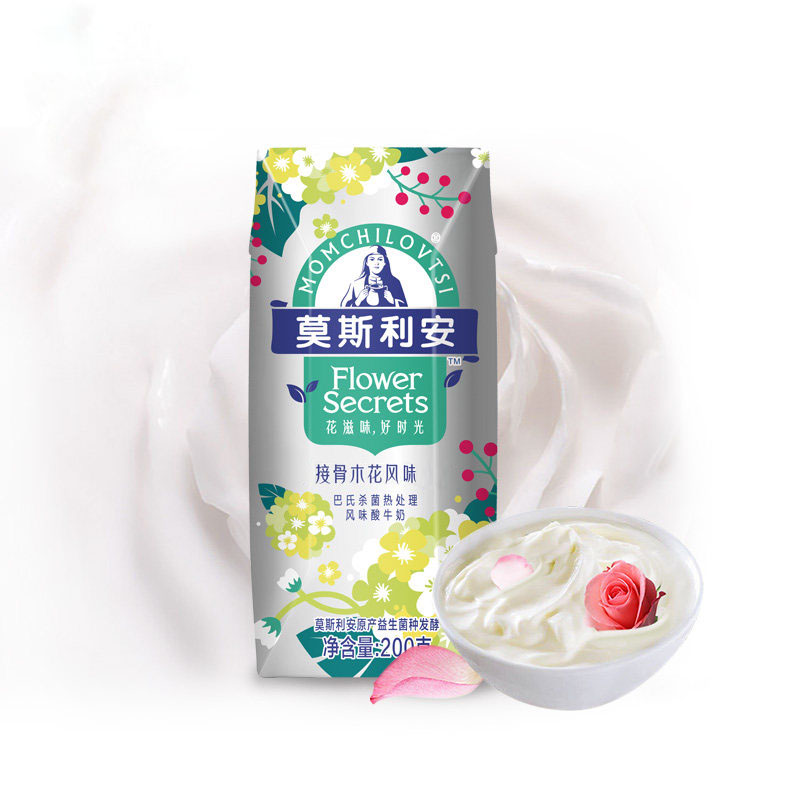 MOMCHILOVTSI ®
莫斯利安
TM
Flower
Secrets
花滋味,好时光
接骨木花风味
巴氏杀菌热处理
风味酸牛奶
莫斯利安原产益生菌种发酵
净含量:200克